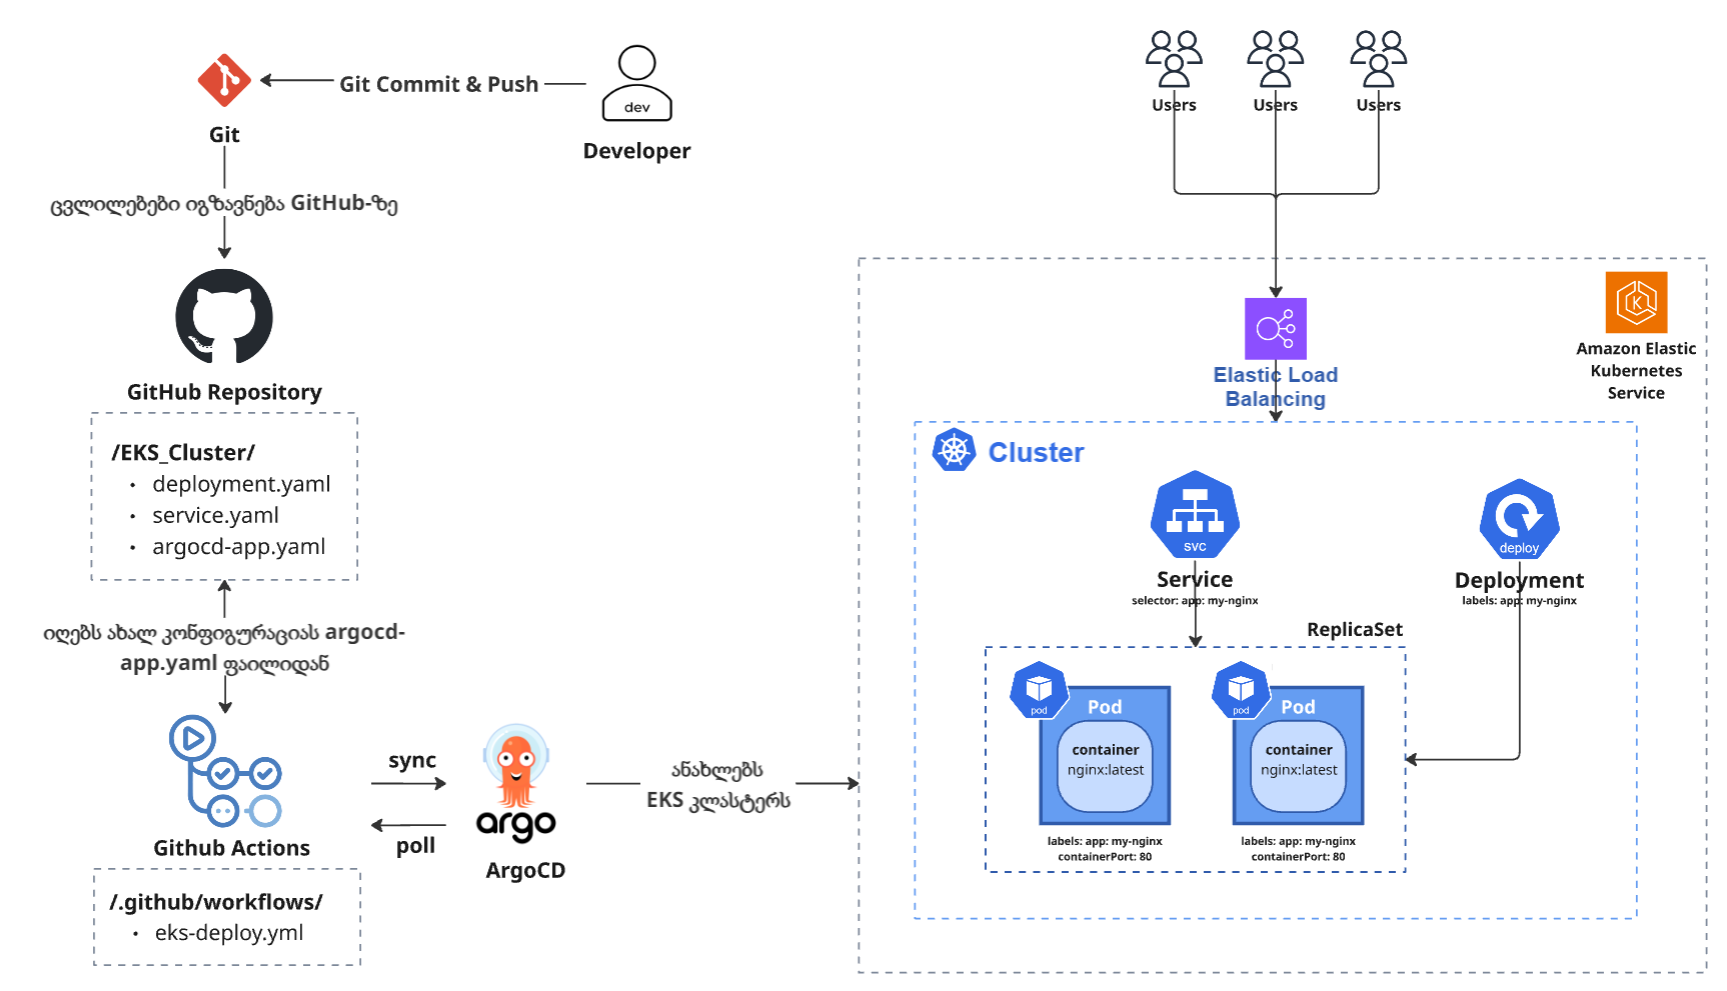 Git Commit & Push
dev
Developer
Git
ცვლილებები იგზავნება GitHub-ზე
GitHub Repository
/EKS_Cluster/
• deployment.yaml
• service.yaml
• argocd-app.yaml
იღებს ახალ კონფიგურაციას argocd-
app.yaml ფაილიდან
Github Actions
/.github/workflows/
• eks-deploy.yml
sync
poll
argo
ArgoCD
ანახლებს
EKS კლასტერს
Users
Users
Users
Elastic Load
Balancing
K
Amazon Elastic
Kubernetes
Service
Cluster
svc
Service
selector: app: my-nginx
deploy
Deployment
labels: app: my-nginx
ReplicaSet
pod
Pod
container
nginx:latest
labels: app: my-nginx
containerPort: 80
pod
Pod
container
nginx:latest
labels: app: my-nginx
containerPort: 80